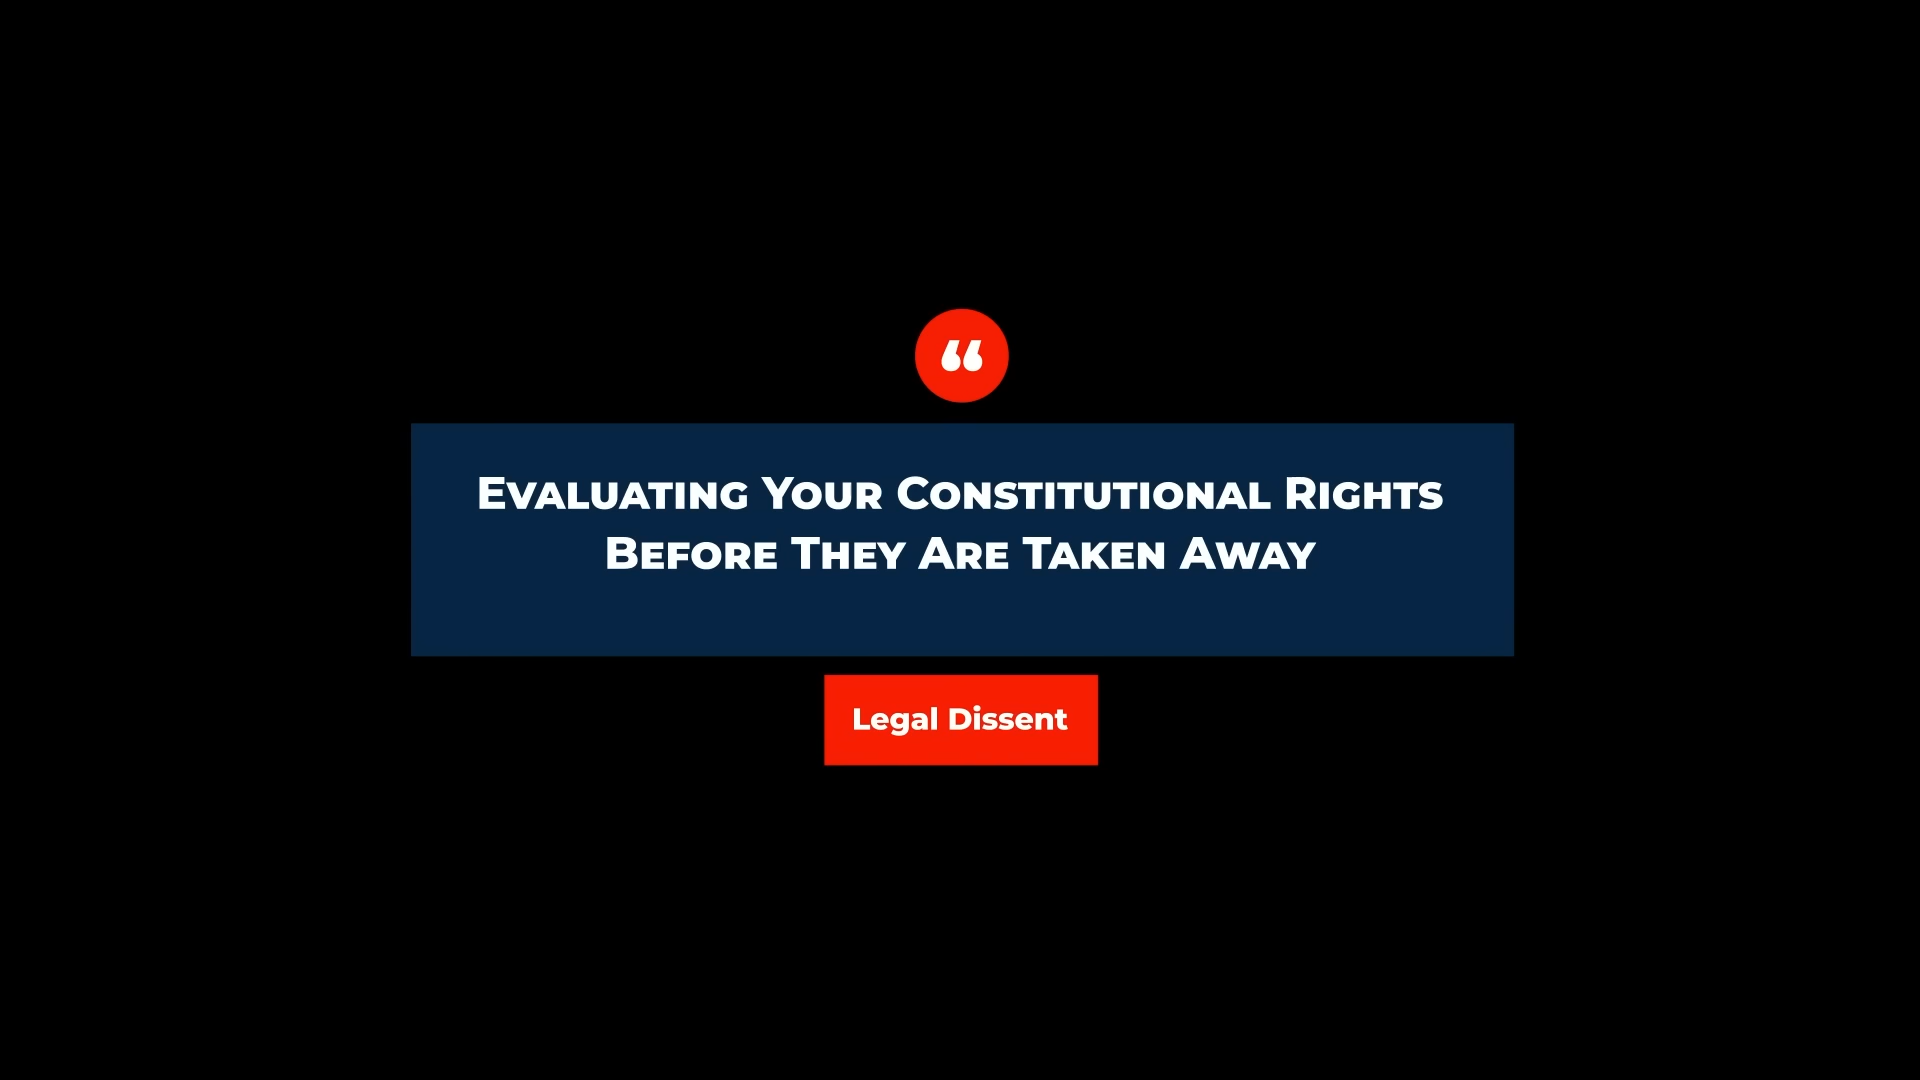 “
Evaluating Your Constitutional Rights
Before They Are Taken Away
Legal Dissent